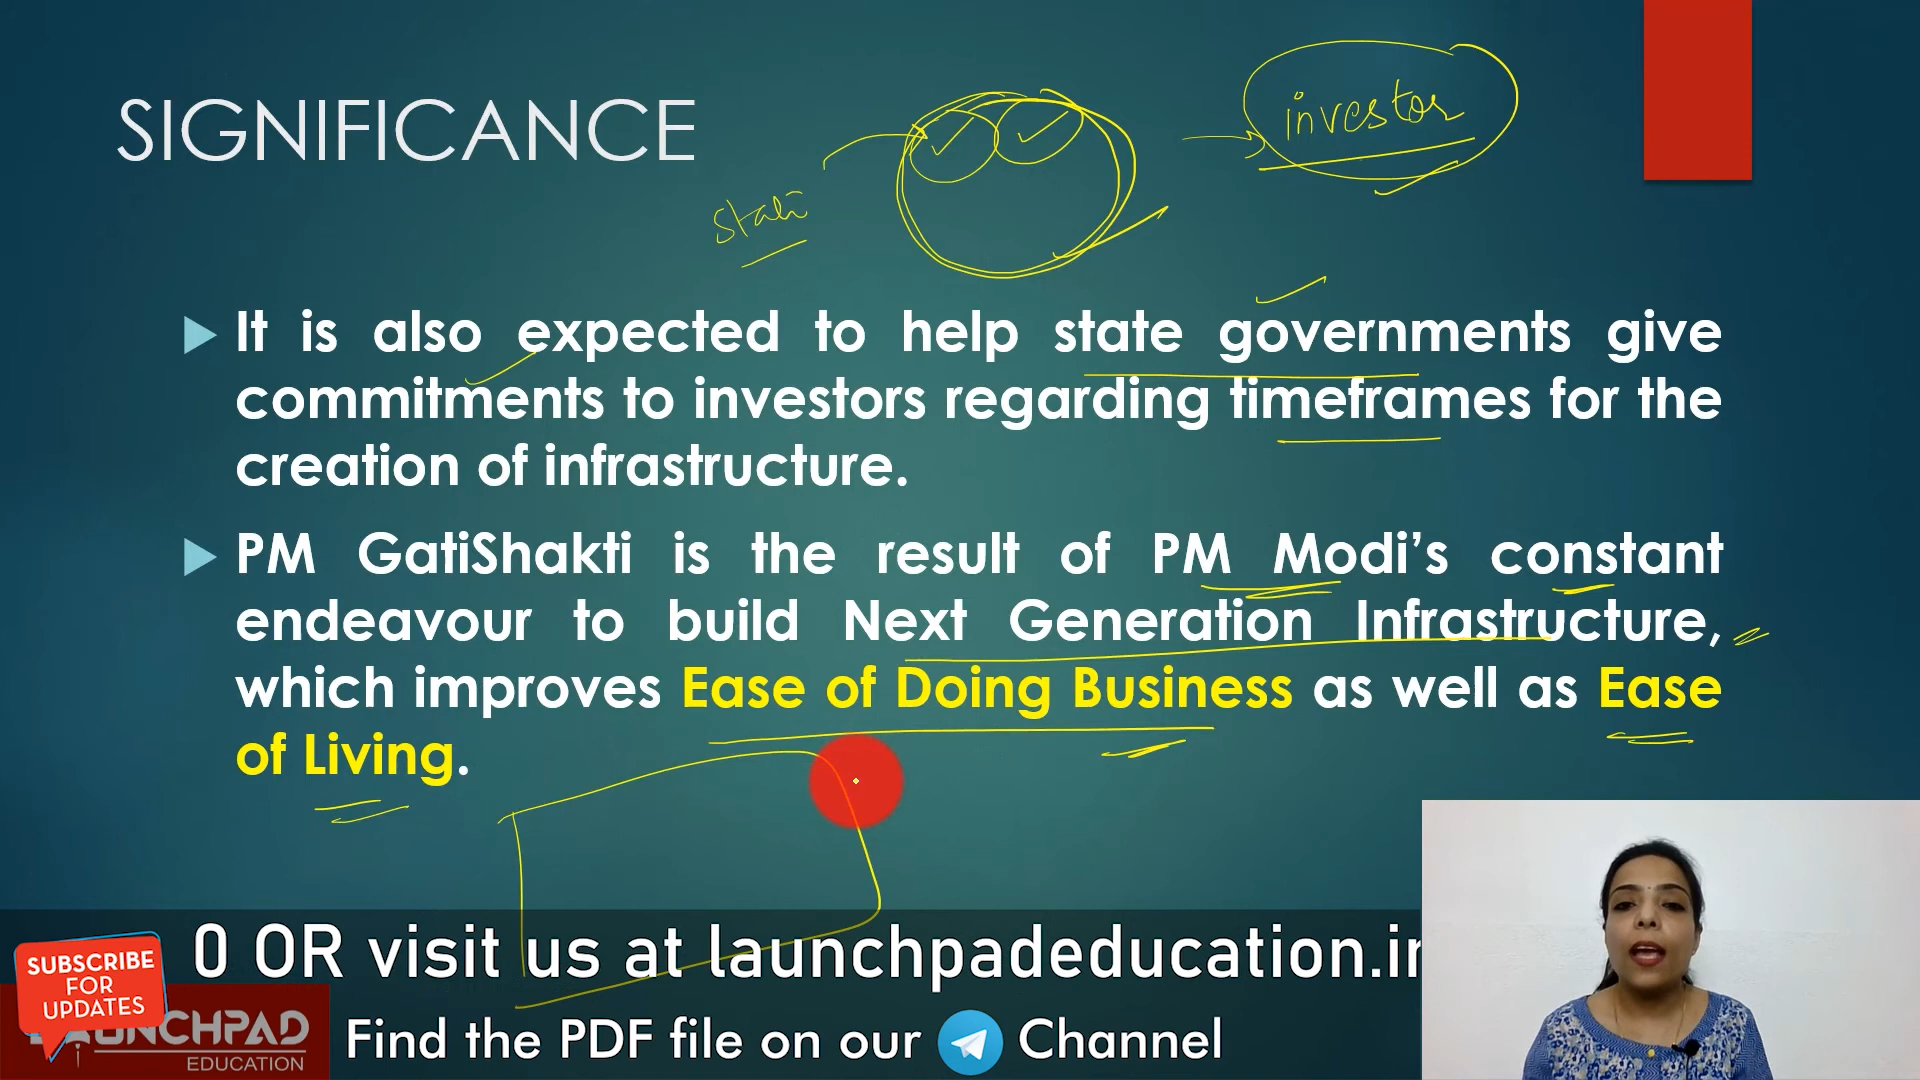 SIGNIFICANCE
investor
It is also expected to help state governments give
commitments to investors regarding timeframes for the
creation of infrastructure.
PM GatiShakti is the result of PM Modi’s constant
endeavour to build Next Generation Infrastructure,
which improves Ease of Doing Business as well as Ease
of Living.
0 OR visit us at launchpadeducation.in
SUBSCRIBE
FOR
UPDATES
LAUNCHPAD
EDUCATION
Find the PDF file on our Channel